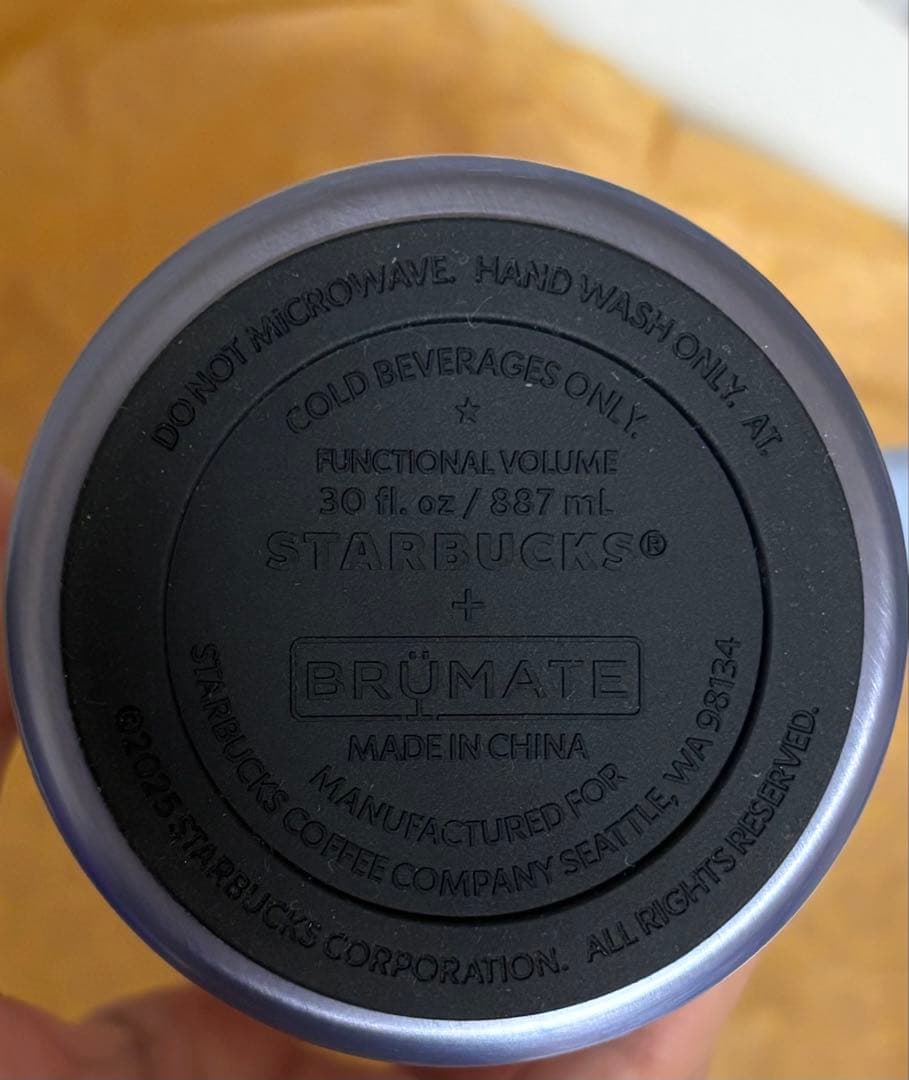 DO NOT MICROWAVE. HAND WASH ONLY. AT.
COLD BEVERAGES ONLY.
FUNCTIONAL VOLUME
30 fl. oz / 887 mL
STARBUCKS®
+
BRÜMATE
MADE IN CHINA
MANUFACTURED FOR
STARBUCKS COFFEE COMPANY SEATTLE, WA 98134
©2025 STARBUCKS CORPORATION. ALL RIGHTS RESERVED.